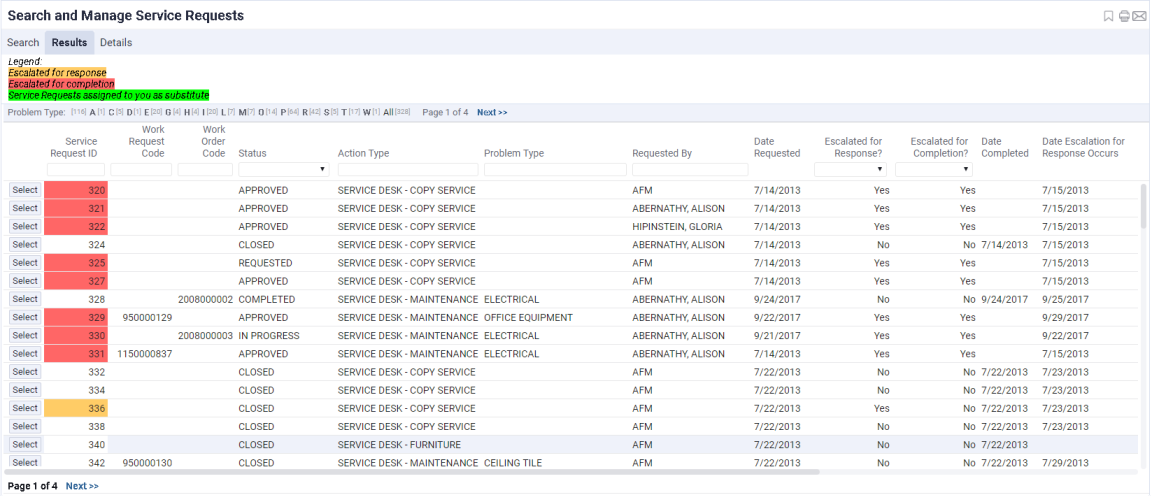 Search and Manage Service Requests
Search Results Details
Legend:
Escalated for response
Escalated for completion
Service Requests assigned to you as substitute
Problem Type: [116] A [1] C [3] D [1] E [20] G [4] H [4] I [20] L [7] M [7] O [14] P [64] R [42] S [5] T [17] W [1] All [328] Page 1 of 4 Next >>
Service Request ID Work Request Code Work Order Code Status Action Type Problem Type Requested By Date Requested Escalated for Response? Escalated for Completion? Date Completed Date Escalation for Response Occurs
Select 320 APPROVED SERVICE DESK - COPY SERVICE AFM 7/14/2013 Yes Yes 7/15/2013
Select 321 APPROVED SERVICE DESK - COPY SERVICE ABERNATHY, ALISON 7/14/2013 Yes Yes 7/15/2013
Select 322 APPROVED SERVICE DESK - COPY SERVICE HIPINSTEIN, GLORIA 7/14/2013 Yes Yes 7/15/2013
Select 324 CLOSED SERVICE DESK - COPY SERVICE ABERNATHY, ALISON 7/14/2013 No No 7/14/2013 7/15/2013
Select 325 REQUESTED SERVICE DESK - COPY SERVICE AFM 7/14/2013 Yes Yes 7/15/2013
Select 327 APPROVED SERVICE DESK - COPY SERVICE AFM 7/14/2013 Yes Yes 7/15/2013
Select 328 2008000002 COMPLETED SERVICE DESK - MAINTENANCE ELECTRICAL ABERNATHY, ALISON 9/24/2017 No No 9/24/2017 9/25/2017
Select 329 950000129 APPROVED SERVICE DESK - MAINTENANCE OFFICE EQUIPMENT ABERNATHY, ALISON 9/22/2017 Yes Yes 9/29/2017
Select 330 2008000003 IN PROGRESS SERVICE DESK - MAINTENANCE ELECTRICAL ABERNATHY, ALISON 9/21/2017 Yes Yes 9/22/2017
Select 331 1150000837 APPROVED SERVICE DESK - MAINTENANCE ELECTRICAL ABERNATHY, ALISON 7/14/2013 Yes Yes 7/15/2013
Select 332 CLOSED SERVICE DESK - COPY SERVICE AFM 7/22/2013 No No 7/22/2013 7/23/2013
Select 334 CLOSED SERVICE DESK - COPY SERVICE AFM 7/22/2013 No No 7/22/2013 7/23/2013
Select 336 CLOSED SERVICE DESK - COPY SERVICE AFM 7/22/2013 Yes No 7/22/2013 7/23/2013
Select 338 CLOSED SERVICE DESK - COPY SERVICE AFM 7/22/2013 No No 7/22/2013 7/23/2013
Select 340 CLOSED SERVICE DESK - FURNITURE AFM 7/22/2013 No No 7/22/2013
Select 342 950000130 CLOSED SERVICE DESK - MAINTENANCE CEILING TILE AFM 7/22/2013 No No 7/22/2013 7/29/2013
Page 1 of 4 Next >>